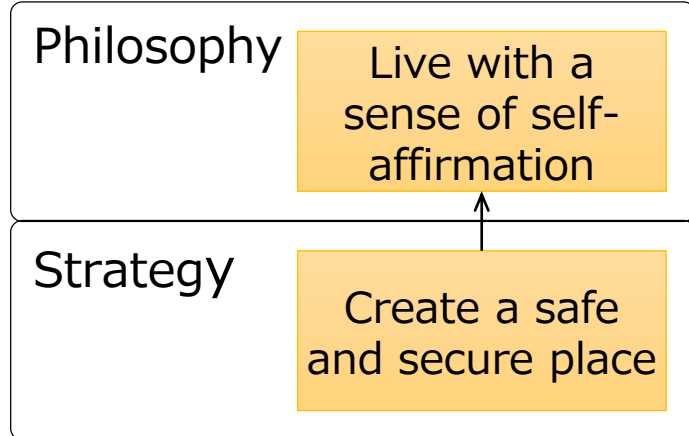 Philosophy
Live with a
sense of self-
affirmation
Strategy
Create a safe
and secure place